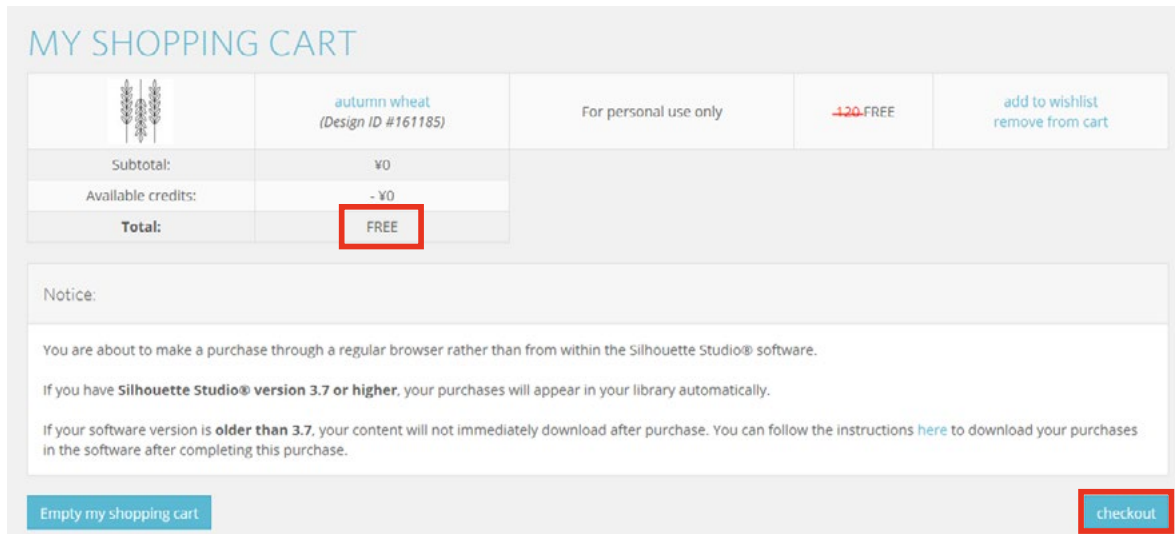 MY SHOPPING CART
autumn wheat
(Design ID #161185)
For personal use only
120 FREE
add to wishlist
remove from cart
Subtotal:
¥0
Available credits:
- ¥0
Total:
FREE
Notice:
You are about to make a purchase through a regular browser rather than from within the Silhouette Studio® software.
If you have Silhouette Studio® version 3.7 or higher, your purchases will appear in your library automatically.
If your software version is older than 3.7, your content will not immediately download after purchase. You can follow the instructions here to download your purchases
in the software after completing this purchase.
Empty my shopping cart
checkout